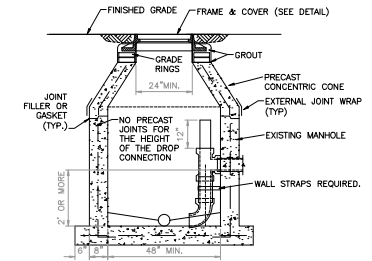 FINISHED GRADE
FRAME & COVER (SEE DETAIL)
GROUT
GRADE
RINGS
24"MIN.
PRECAST
CONCENTRIC CONE
JOINT
FILLER OR
GASKET
(TYP.)
EXTERNAL JOINT WRAP
(TYP)
NO PRECAST
JOINTS FOR
THE HEIGHT
OF THE DROP
CONNECTION
12"
EXISTING MANHOLE
WALL STRAPS REQUIRED.
2' OR MORE
6"
8"
48" MIN.